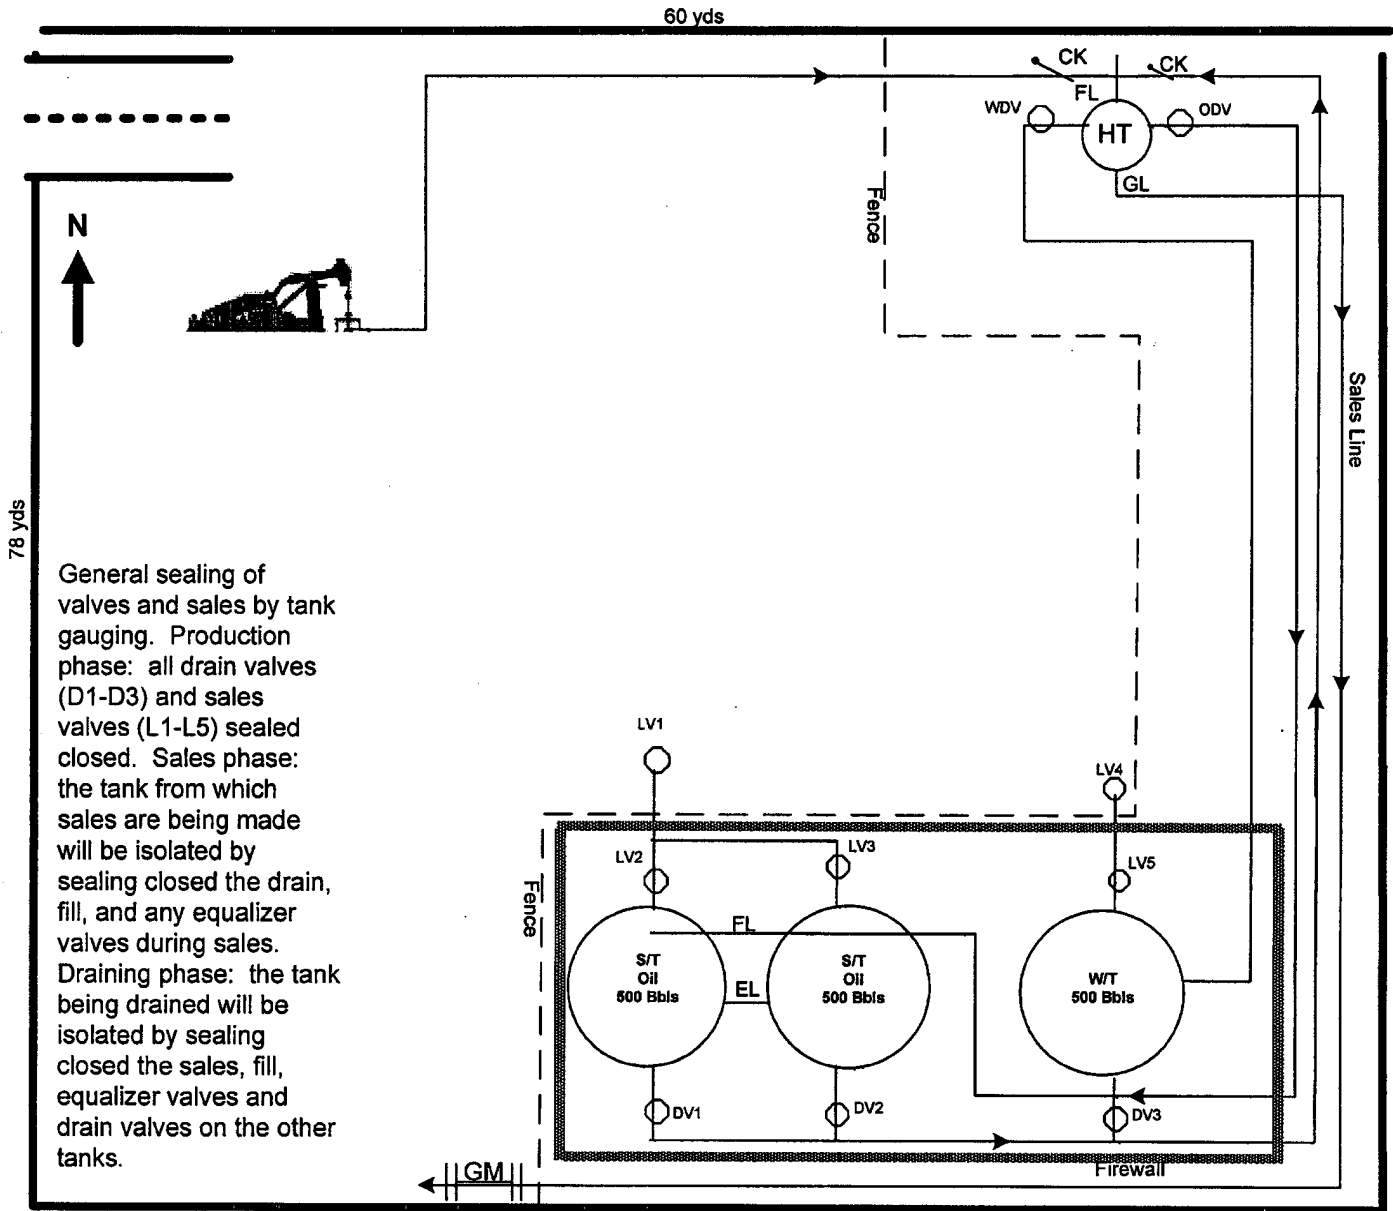 60 yds
CK
CK
FL
WDV
ODV
HT
GL
Fence
N
Sales Line
78 yds
General sealing of
valves and sales by tank
gauging. Production
phase: all drain valves
(D1-D3) and sales
valves (L1-L5) sealed
closed. Sales phase:
the tank from which
sales are being made
will be isolated by
sealing closed the drain,
fill, and any equalizer
valves during sales.
Draining phase: the tank
being drained will be
isolated by sealing
closed the sales, fill,
equalizer valves and
drain valves on the other
tanks.
LV1
LV4
LV2
LV3
LV5
Fence
FL
S/T
Oil
500 Bbls
EL
S/T
Oil
500 Bbls
W/T
500 Bbls
DV1
DV2
DV3
Firewall
GM